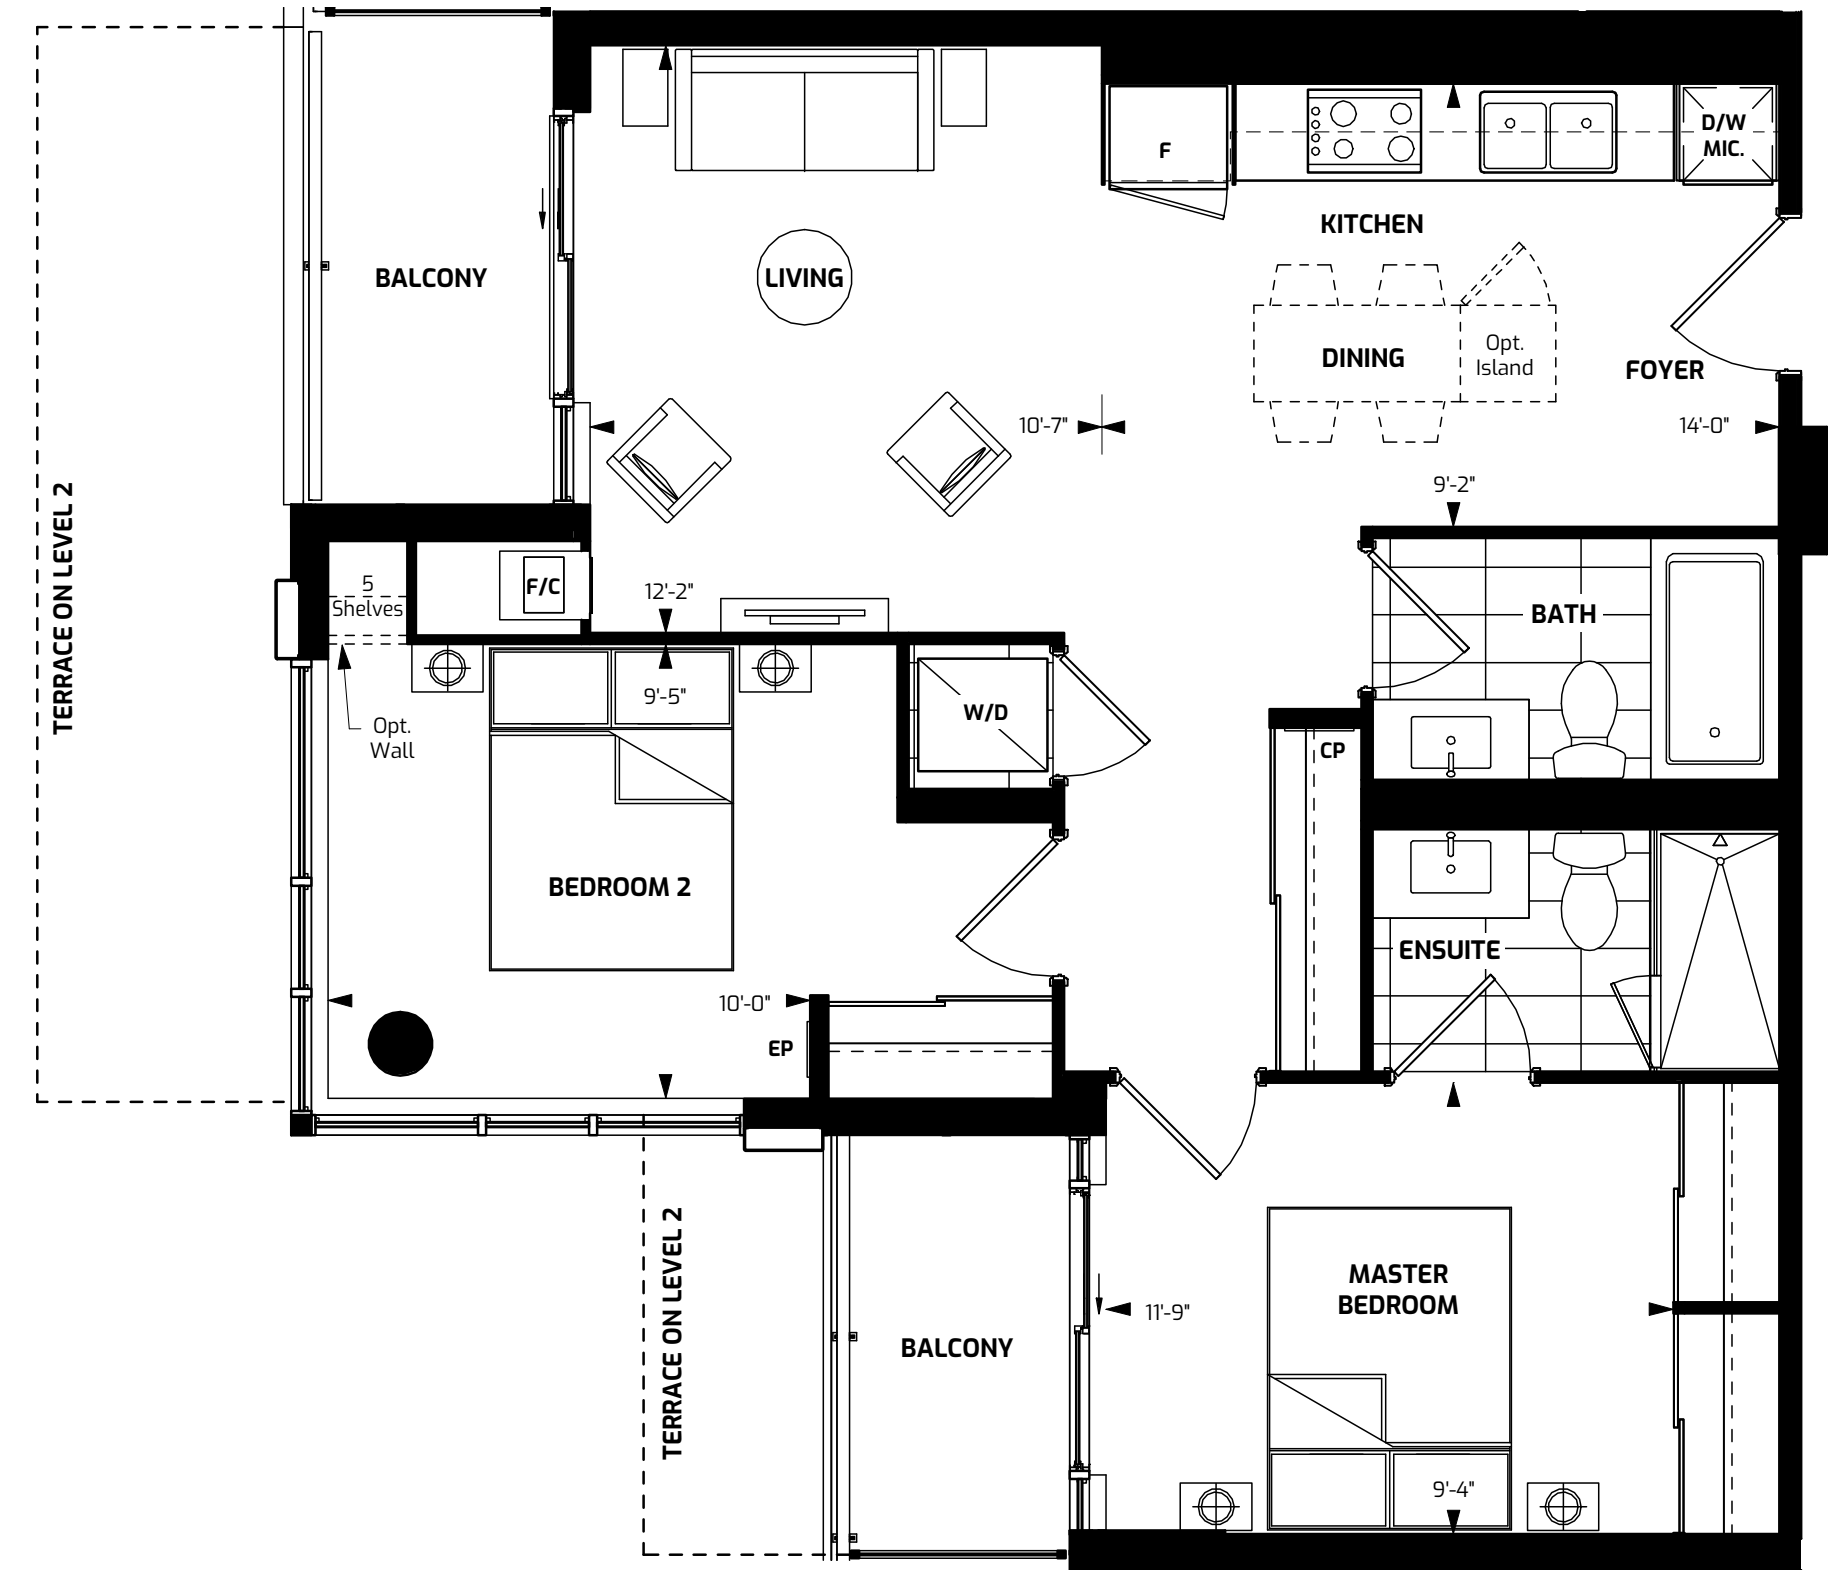 D/W
MIC.
F
KITCHEN
BALCONY
LIVING
Opt.
Island
DINING
FOYER
10'-7"
14'-0"
9'-2"
TERRACE ON LEVEL 2
5
Shelves
F/C
12'-2"
BATH
9'-5"
W/D
Opt.
Wall
CP
BEDROOM 2
ENSUITE
10'-0"
EP
MASTER
BEDROOM
11'-9"
TERRACE ON LEVEL 2
BALCONY
9'-4"